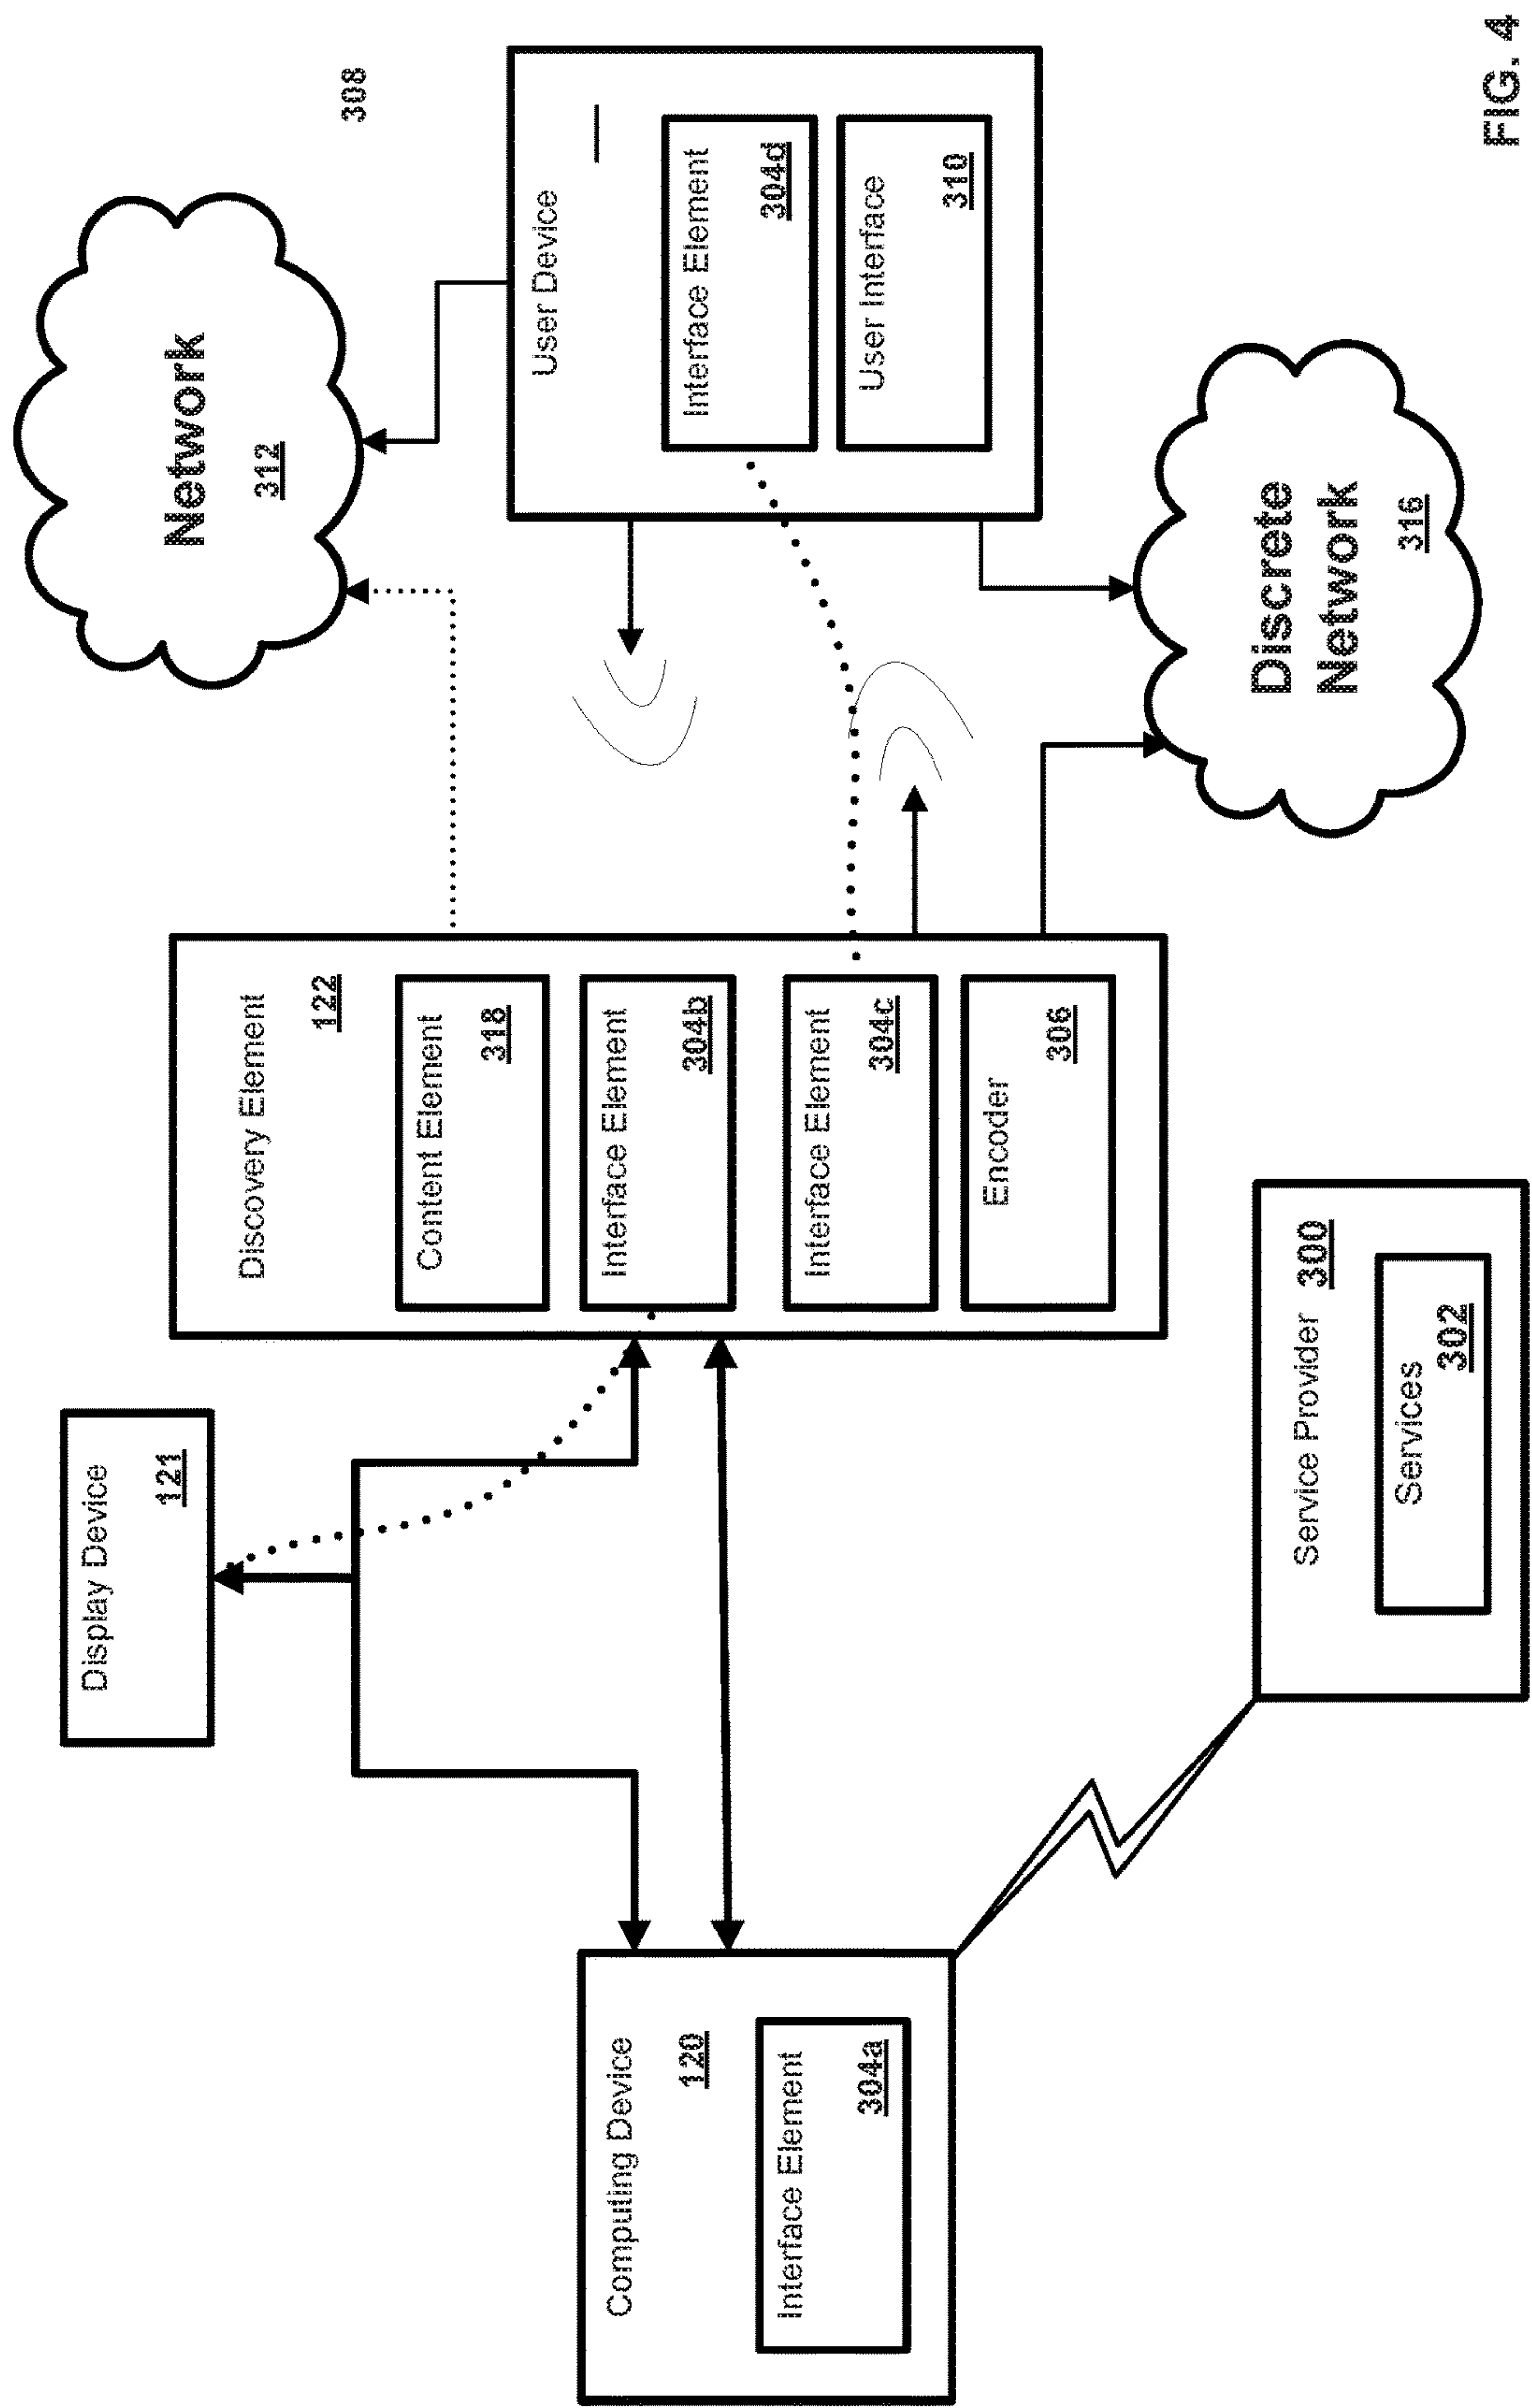 Display Device
121
Network
312
308
Discovery Element
122
Content Element
318
Interface Element
304b
Interface Element
304c
Encoder
306
User Device
Interface Element
304d
User Interface
310
Computing Device
120
Interface Element
304a
Service Provider 300
Services
302
Discrete
Network
316
FIG. 4